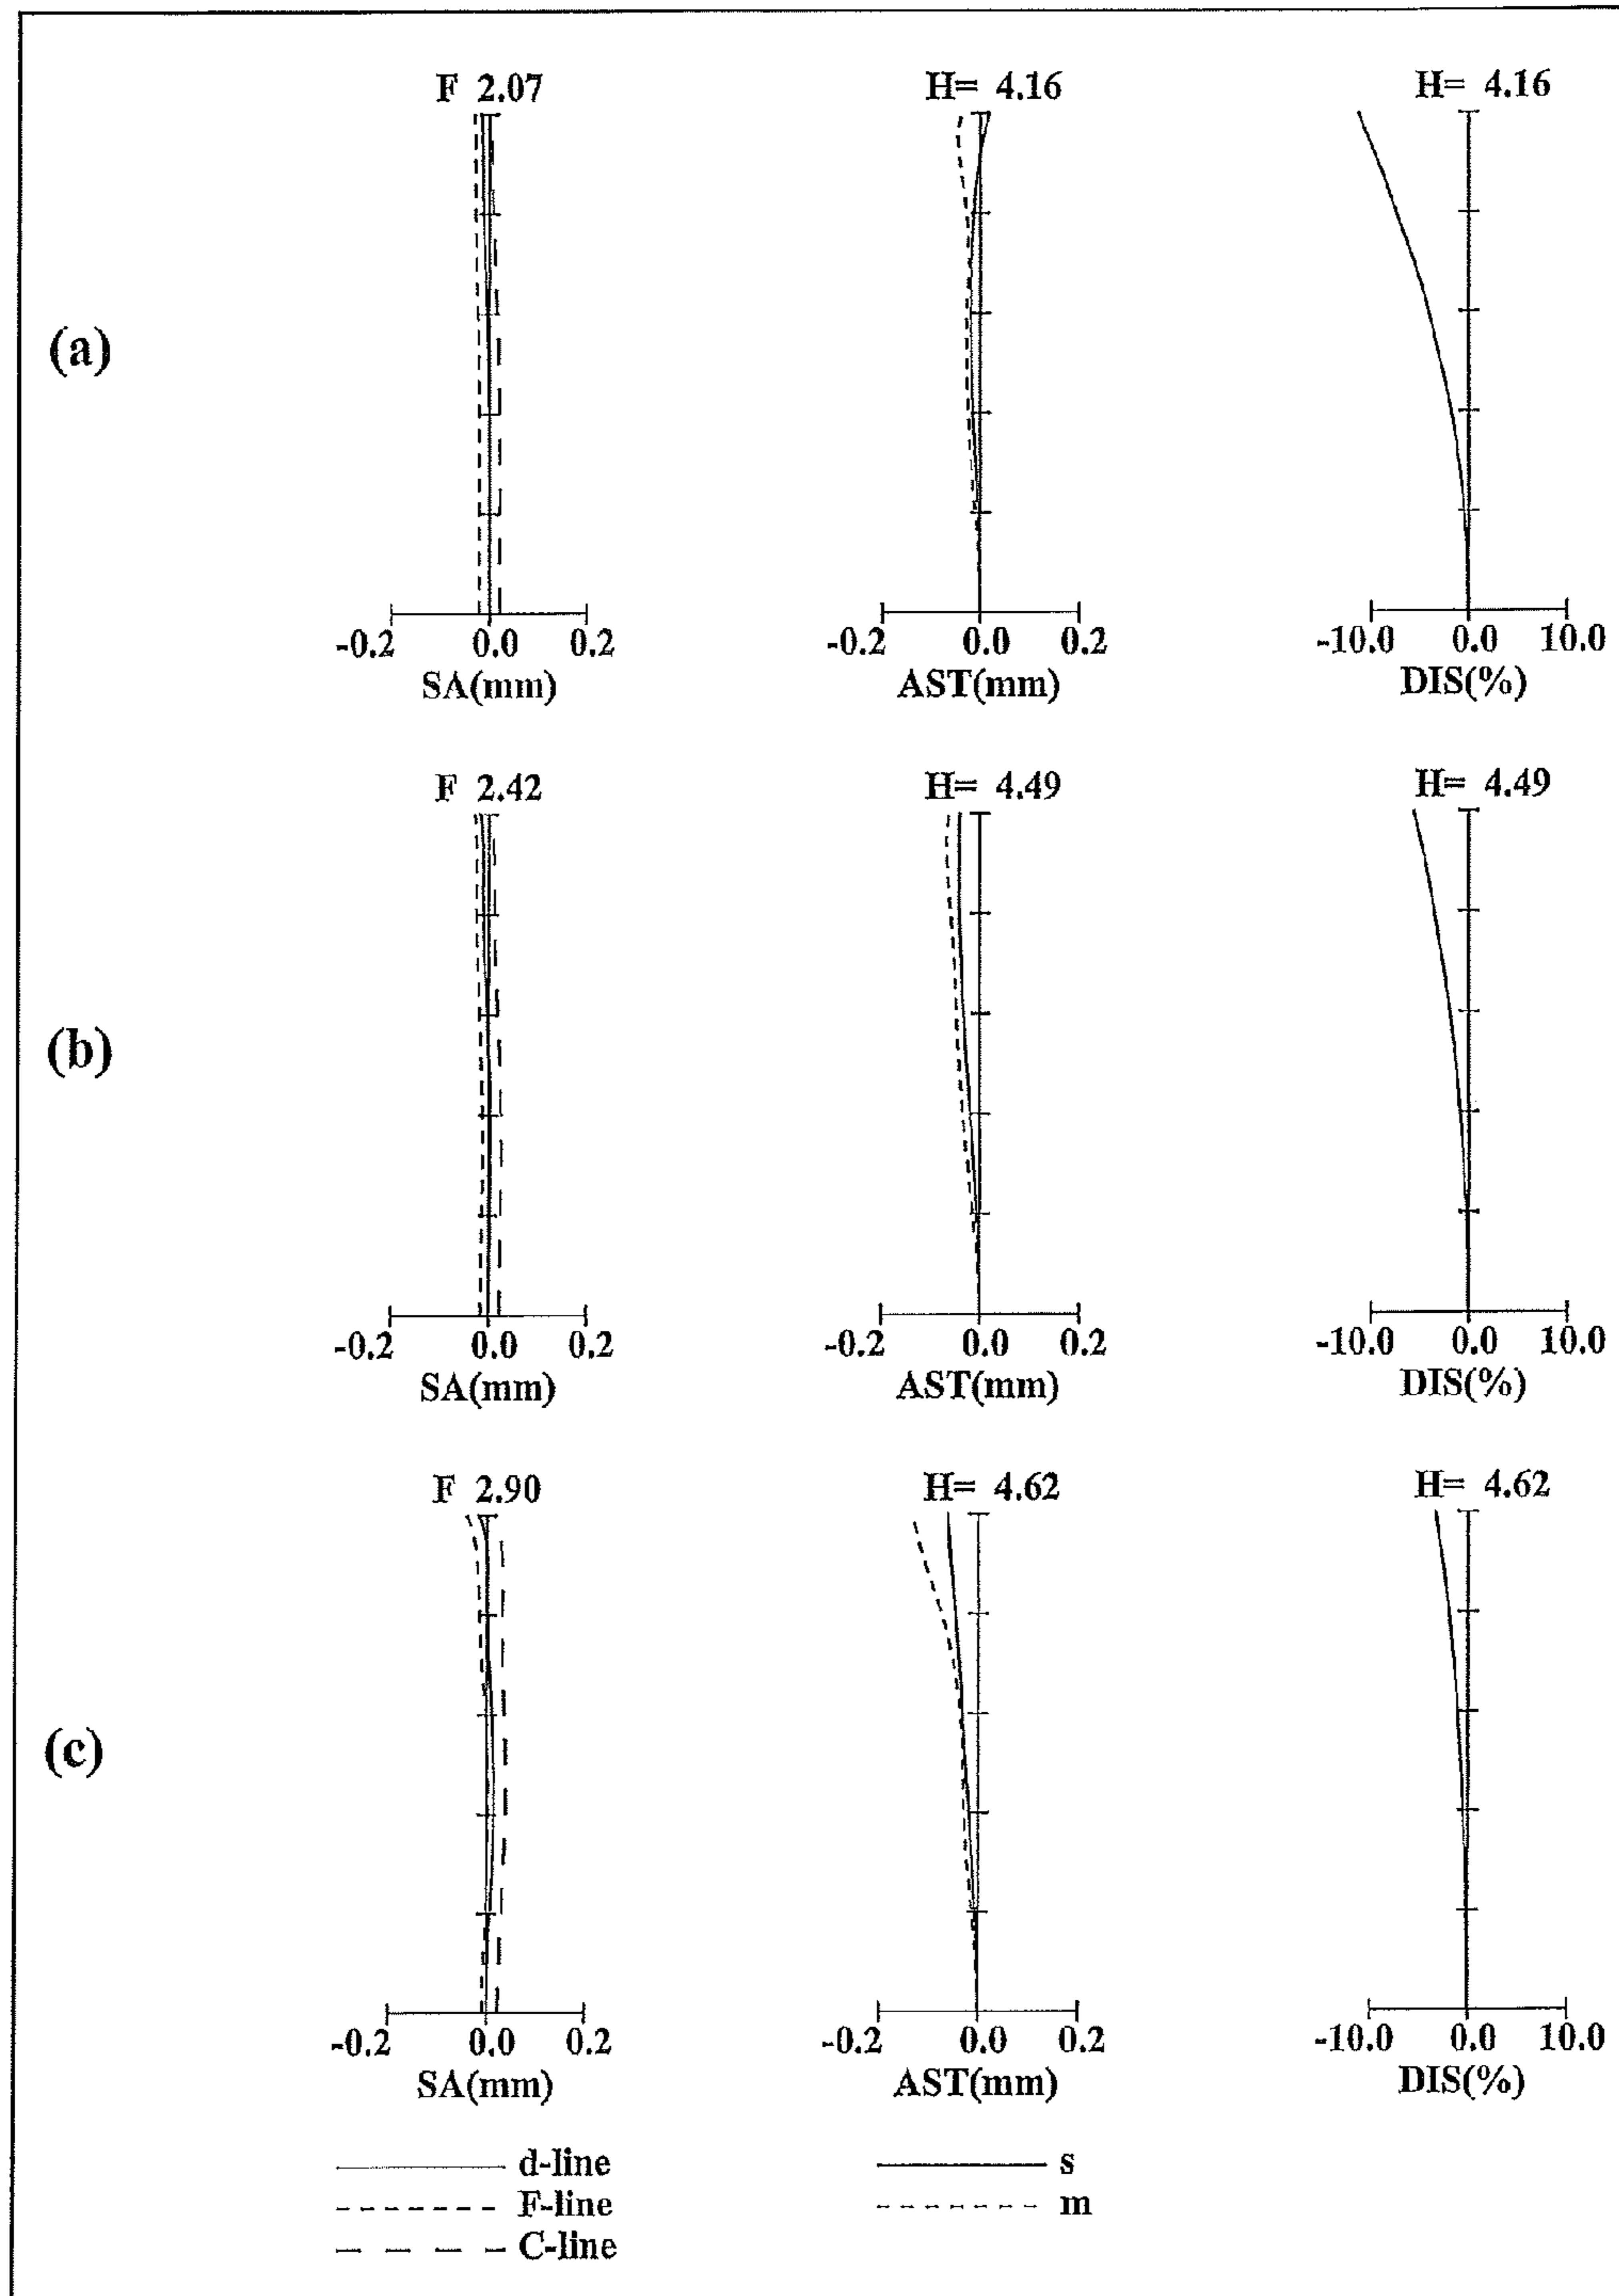 (a)
F 2.07
H= 4.16
H= 4.16
-0.2 0.0 0.2
-0.2 0.0 0.2
-10.0 0.0 10.0
SA(mm)
AST(mm)
DIS(%)
(b)
F 2.42
H= 4.49
H= 4.49
-0.2 0.0 0.2
-0.2 0.0 0.2
-10.0 0.0 10.0
SA(mm)
AST(mm)
DIS(%)
(c)
F 2.90
H= 4.62
H= 4.62
-0.2 0.0 0.2
-0.2 0.0 0.2
-10.0 0.0 10.0
SA(mm)
AST(mm)
DIS(%)
d-line
F-line
C-line
s
m